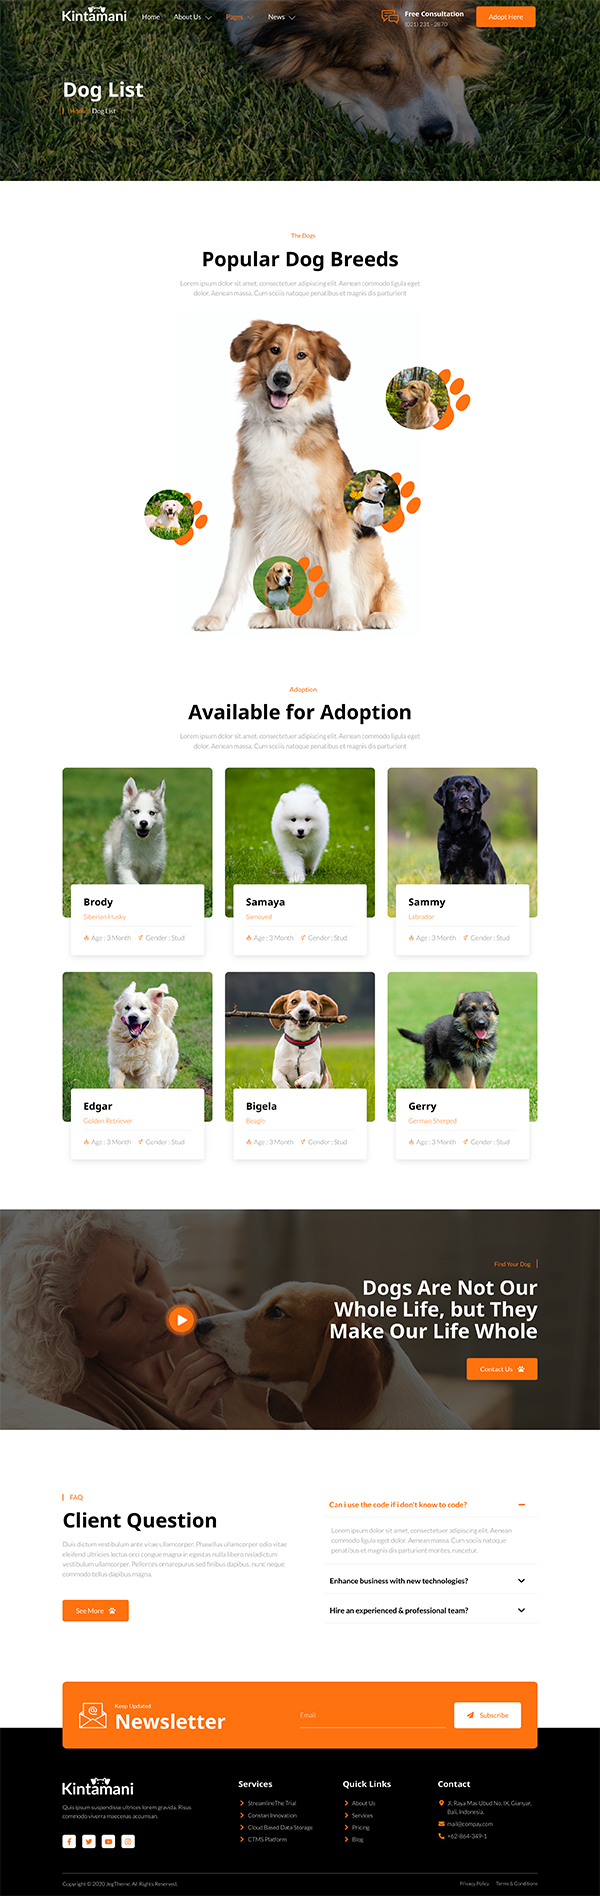 Kintamani
Home
About Us
Pages
News
Free Consultation
(021) 231 - 2870
Adopt Here
Dog List
Home Dog List
The Dogs
Popular Dog Breeds
Lorem ipsum dolor sit amet, consectetuer adipiscing elit. Aenean commodo ligula eget
dolor. Aenean massa. Cum sociis natoque penatibus et magnis dis parturient
Adoption
Available for Adoption
Lorem ipsum dolor sit amet, consectetuer adipiscing elit. Aenean commodo ligula eget
dolor. Aenean massa. Cum sociis natoque penatibus et magnis dis parturient
Brody
Siberian Husky
Age : 3 Month Gender : Stud
Samaya
Samoyed
Age : 3 Month Gender : Stud
Sammy
Labrador
Age : 3 Month Gender : Stud
Edgar
Golden Retriever
Age : 3 Month Gender : Stud
Bigela
Beagle
Age : 3 Month Gender : Stud
Gerry
German Sheeped
Age : 3 Month Gender : Stud
Find Your Dog
Dogs Are Not Our
Whole Life, but They
Make Our Life Whole
Contact Us
FAQ
Client Question
Duis dictum vestibulum ante vitae ullamcorper. Phasellus ullamcorper odio vitae
eleifend ultricies lectus orci congue magna in egestas nulla libero nisladictum
vestibulum ullamcorper. Pellorces ornarepurus sed finibus dapibus, nunc neque
commodo tellus dapibus magna.
See More
Can i use the code if i don't know to code?
Lorem ipsum dolor sit amet, consectetuer adipiscing elit. Aenean
commodo ligula eget dolor. Aenean massa. Cum sociis natoque
penatibus et magnis dis parturient montes, nascetur.
Enhance business with new technologies?
Hire an experienced & professional team?
Keep Updated
Newsletter
Email
Subscribe
Kintamani
Quis ipsum suspendisse ultrices lorem gravida. Risus
commodo viverra maecenas accumsan.
Services
StreamlineThe Trial
Constan Innovation
Cloud Based Data Storage
CTMS Platform
Quick Links
About Us
Services
Pricing
Blog
Contact
Jl. Raya Mas Ubud No. IX, Gianyar,
Bali, Indonesia.
mail@compay.com
+62-864-349-1
Copyright © 2020 JegTheme. All Rights Reserved.
Privacy Policy
Terms & Conditions